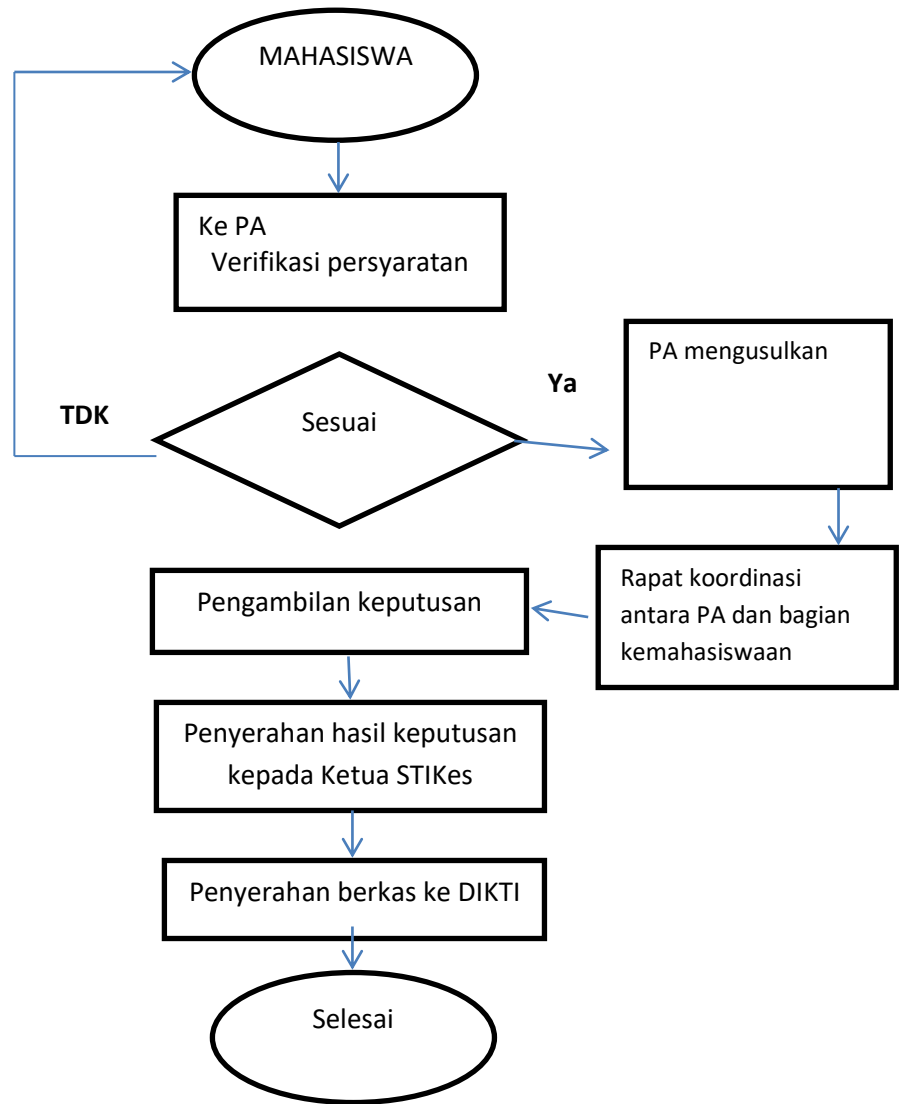 MAHASISWA
Ke PA
Verifikasi persyaratan
TDK
Sesuai
Ya
PA mengusulkan
Rapat koordinasi
antara PA dan bagian
kemahasiswaan
Pengambilan keputusan
Penyerahan hasil keputusan
kepada Ketua STIKes
Penyerahan berkas ke DIKTI
Selesai